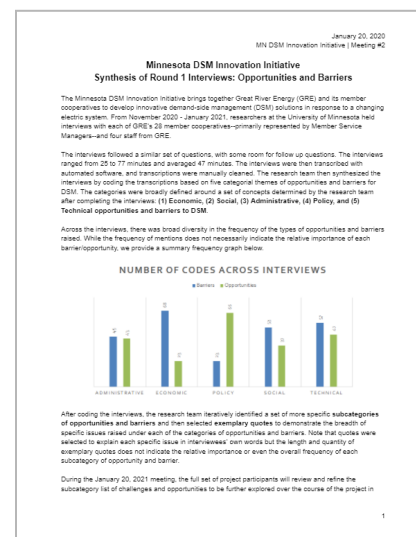 January 20, 2020
MN DSM Innovation Initiative | Meeting #2
Minnesota DSM Innovation Initiative
Synthesis of Round 1 Interviews: Opportunities and Barriers
The Minnesota DSM Innovation Initiative brings together Great River Energy (GRE) and its member
cooperatives to develop innovative demand-side management (DSM) solutions in response to a changing
electric system. From November 2020 - January 2021, researchers at the University of Minnesota held
interviews with each of GRE's 28 member cooperatives--primarily represented by Member Service
Managers--and four staff from GRE.
The interviews followed a similar set of questions, with some room for follow up questions. The interviews
ranged from 25 to 77 minutes and averaged 47 minutes. The interviews were then transcribed with
automated software, and transcriptions were manually cleaned. The research team then synthesized the
interviews by coding the transcriptions based on five categorial themes of opportunities and barriers for
DSM. The categories were broadly defined around a set of concepts determined by the research team
after completing the interviews: (1) Economic, (2) Social, (3) Administrative, (4) Policy, and (5)
Technical opportunities and barriers to DSM.
Across the interviews, there was broad diversity in the frequency of the types of opportunities and barriers
raised. While the frequency of mentions does not necessarily indicate the relative importance of each
barrier/opportunity, we provide a summary frequency graph below.
NUMBER OF CODES ACROSS INTERVIEWS
Barriers Opportunities
ADMINISTRATIVE ECONOMIC POLICY SOCIAL TECHNICAL
After coding the interviews, the research team iteratively identified a set of more specific subcategories
of opportunities and barriers and then selected exemplary quotes to demonstrate the breadth of
specific issues raised under each of the categories of opportunities and barriers. Note that quotes were
selected to explain each specific issue in interviewees' own words but the length and quantity of
exemplary quotes does not indicate the relative importance or even the overall frequency of each
subcategory of opportunity and barrier.
During the January 20, 2021 meeting, the full set of project participants will review and refine the
subcategory list of challenges and opportunities to be further explored over the course of the project in
1